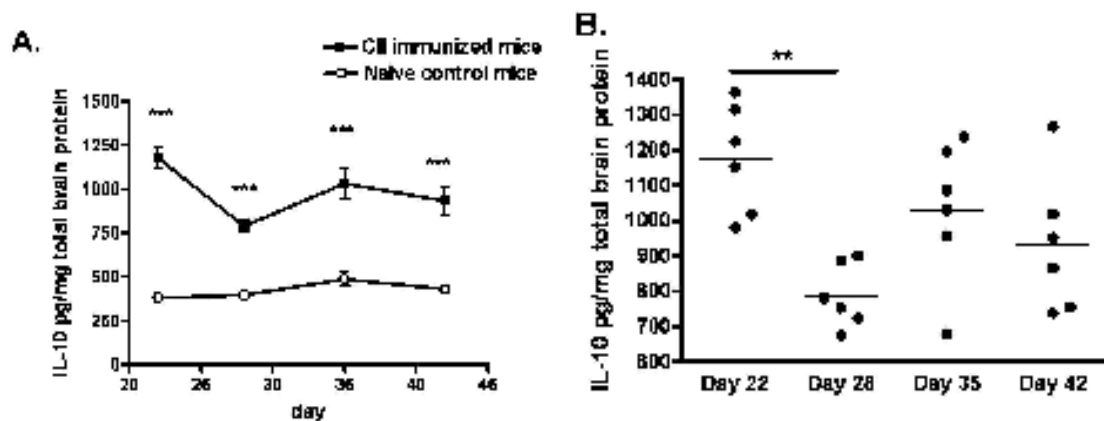 A.
CII immunized mice
Naive control mice
IL-10 pg/mg total brain protein
1500
1250
1000
750
500
250
0
***
***
***
***
20
25
30
35
40
45
day
B.
IL-10 pg/mg total brain protein
**
1400
1300
1200
1100
1000
900
800
700
600
Day 22
Day 28
Day 35
Day 42